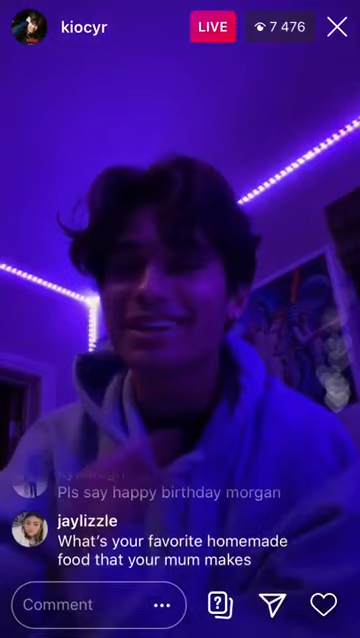 kiocyr
LIVE
7 476
Pls say happy birthday morgan
jaylizzle
What's your favorite homemade
food that your mum makes
Comment